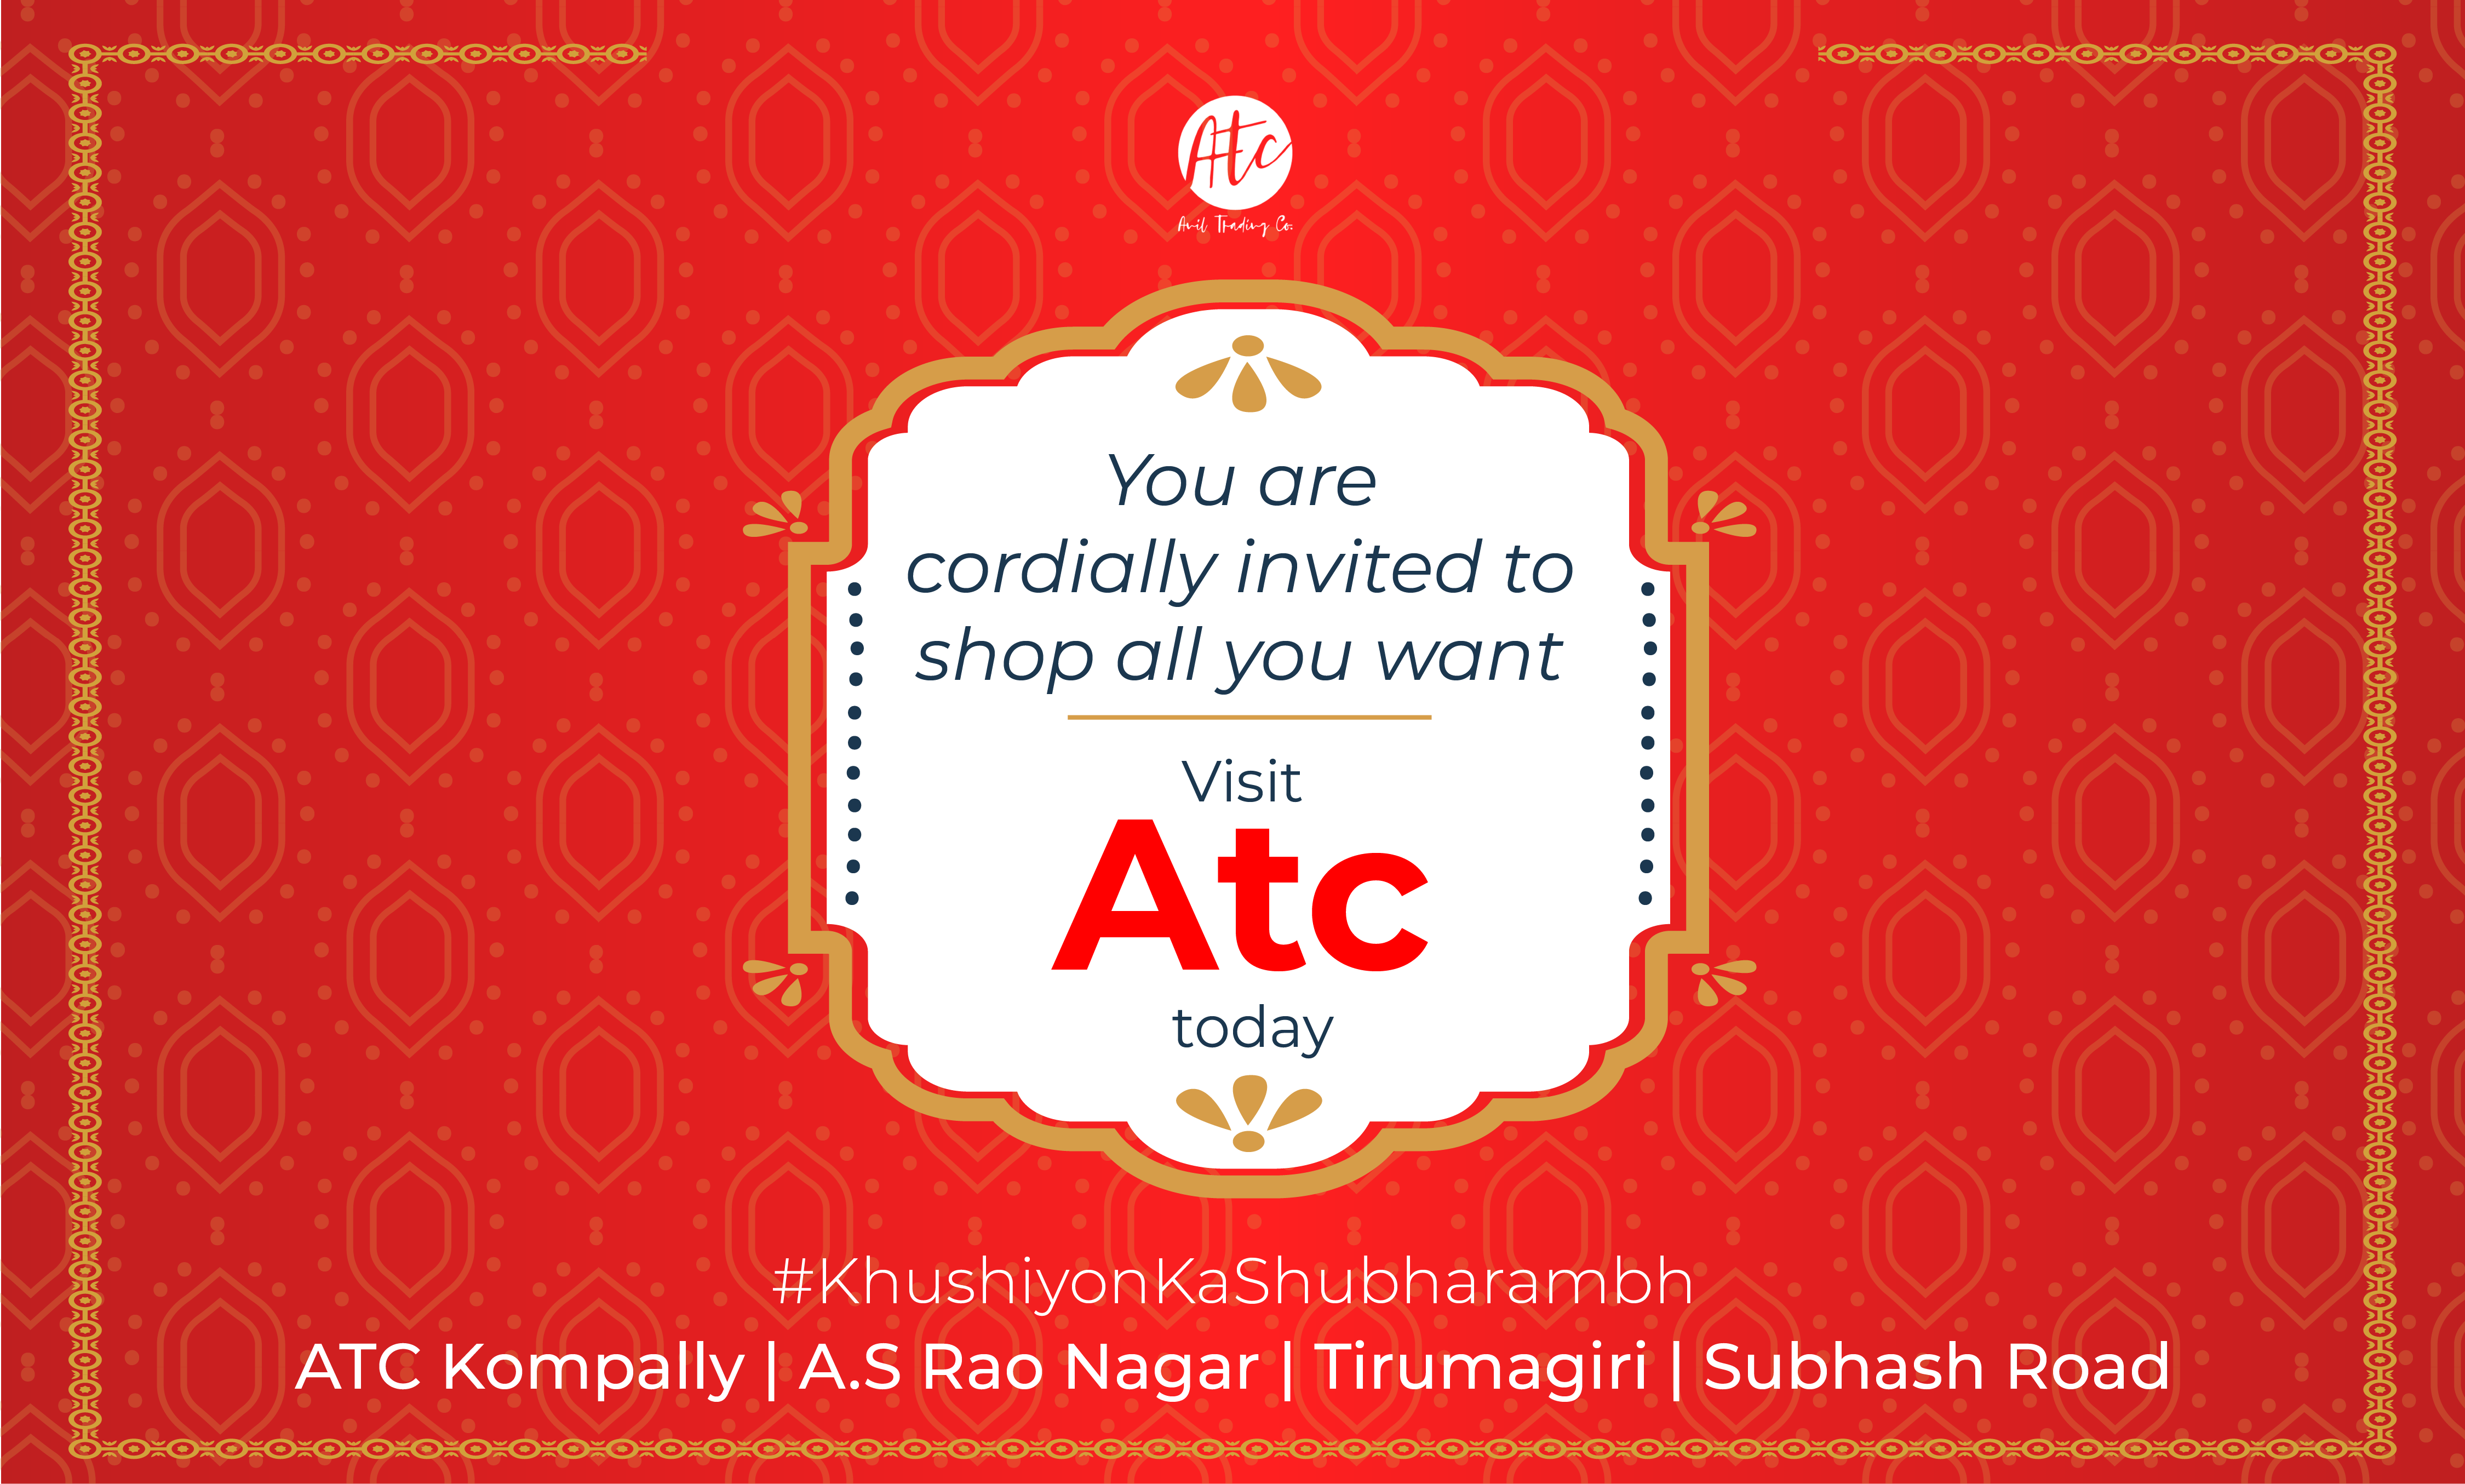 Atc
Anil Trading Co.
You are
cordially invited to
shop all you want
Visit
Atc
today
#KhushiyonKaShubharambh
ATC Kompally | A.S Rao Nagar | Tirumagiri | Subhash Road